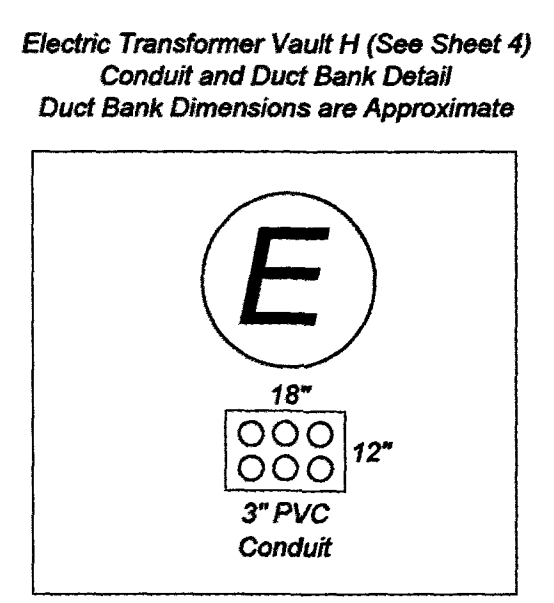 Electric Transformer Vault H (See Sheet 4)
Conduit and Duct Bank Detail
Duct Bank Dimensions are Approximate
E
18"
12"
3" PVC
Conduit